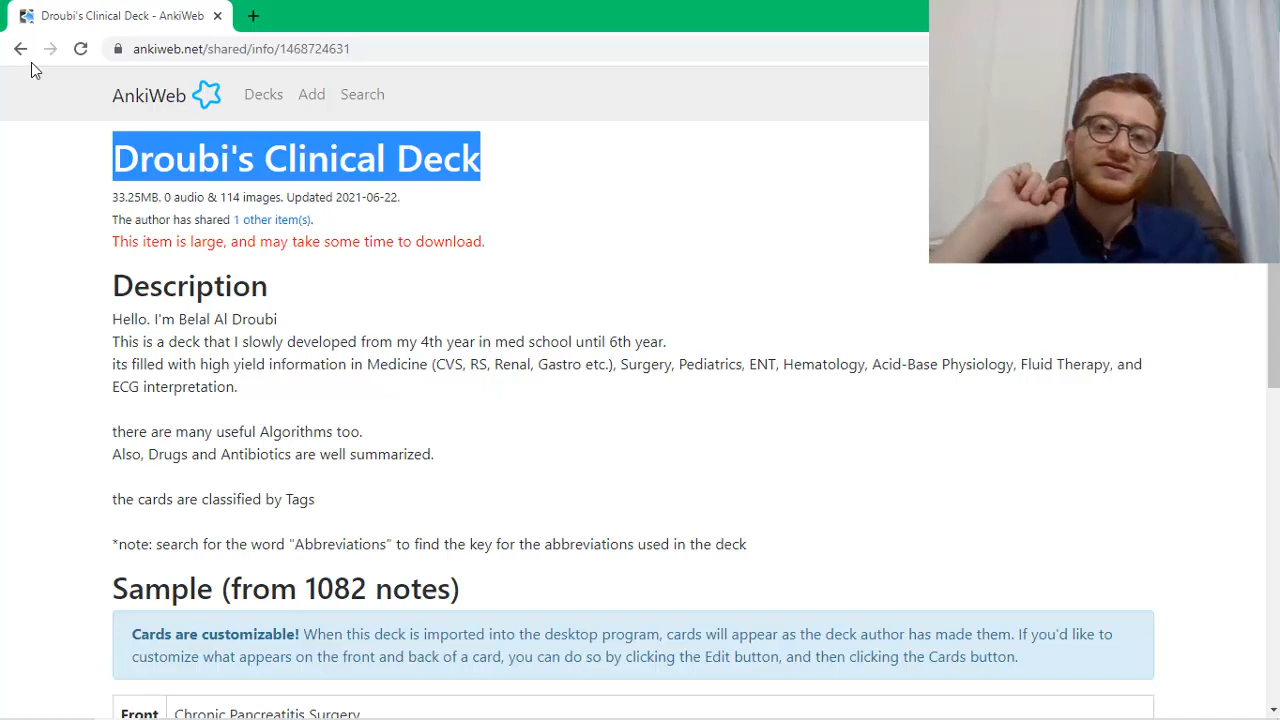 Droubi's Clinical Deck - AnkiWeb
ankiweb.net/shared/info/1468724631
AnkiWeb Decks Add Search
Droubi's Clinical Deck
33.25MB. 0 audio & 114 images. Updated 2021-06-22.
The author has shared 1 other item(s).
This item is large, and may take some time to download.
Description
Hello. I'm Belal Al Droubi
This is a deck that I slowly developed from my 4th year in med school until 6th year.
its filled with high yield information in Medicine (CVS, RS, Renal, Gastro etc.), Surgery, Pediatrics, ENT, Hematology, Acid-Base Physiology, Fluid Therapy, and
ECG interpretation.
there are many useful Algorithms too.
Also, Drugs and Antibiotics are well summarized.
the cards are classified by Tags
*note: search for the word "Abbreviations" to find the key for the abbreviations used in the deck
Sample (from 1082 notes)
Cards are customizable! When this deck is imported into the desktop program, cards will appear as the deck author has made them. If you'd like to
customize what appears on the front and back of a card, you can do so by clicking the Edit button, and then clicking the Cards button.
Front Chronic Pancreatitis Surgery